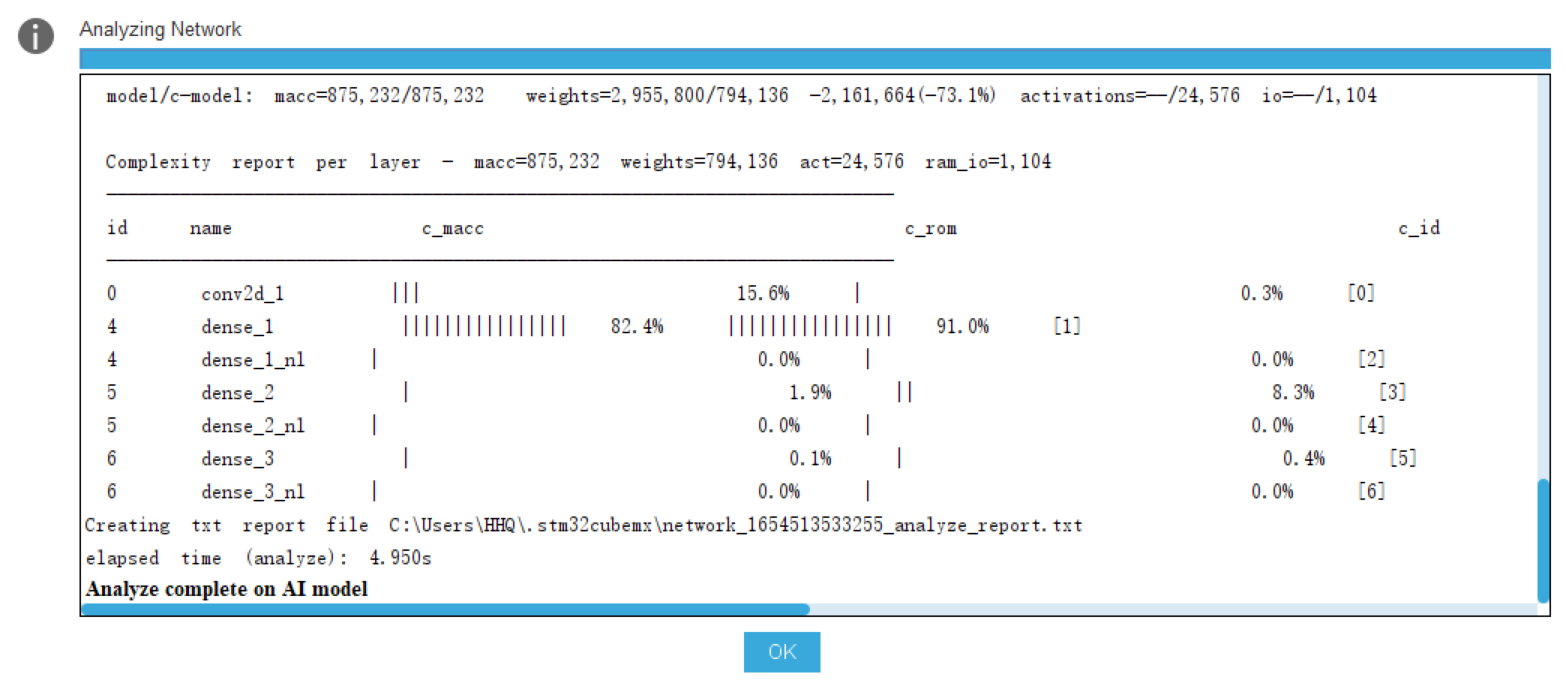 Analyzing Network
model/c-model: macc=875,232/875,232 weights=2,955,800/794,136 -2,161,664(-73.1%) activations=--/24,576 io=--/1,104
Complexity report per layer - macc=875,232 weights=794,136 act=24,576 ram_io=1,104
id name c_macc c_rom c_id
0 conv2d_1 ||| 15.6% | 0.3% [0]
4 dense_1 |||||||||||||||| 82.4% |||||||||||||||| 91.0% [1]
4 dense_1_nl | 0.0% | 0.0% [2]
5 dense_2 | 1.9% || 8.3% [3]
5 dense_2_nl | 0.0% | 0.0% [4]
6 dense_3 | 0.1% | 0.4% [5]
6 dense_3_nl | 0.0% | 0.0% [6]
Creating txt report file C:\Users\HHQ\.stm32cubemx\network_1654513533255_analyze_report.txt
elapsed time (analyze): 4.950s
Analyze complete on AI model
OK